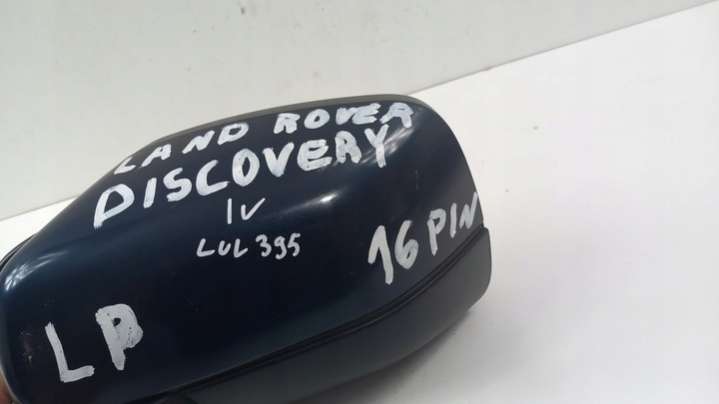 LAND ROVER
DISCOVERY
IV
LUL 395
16 PIN
LP